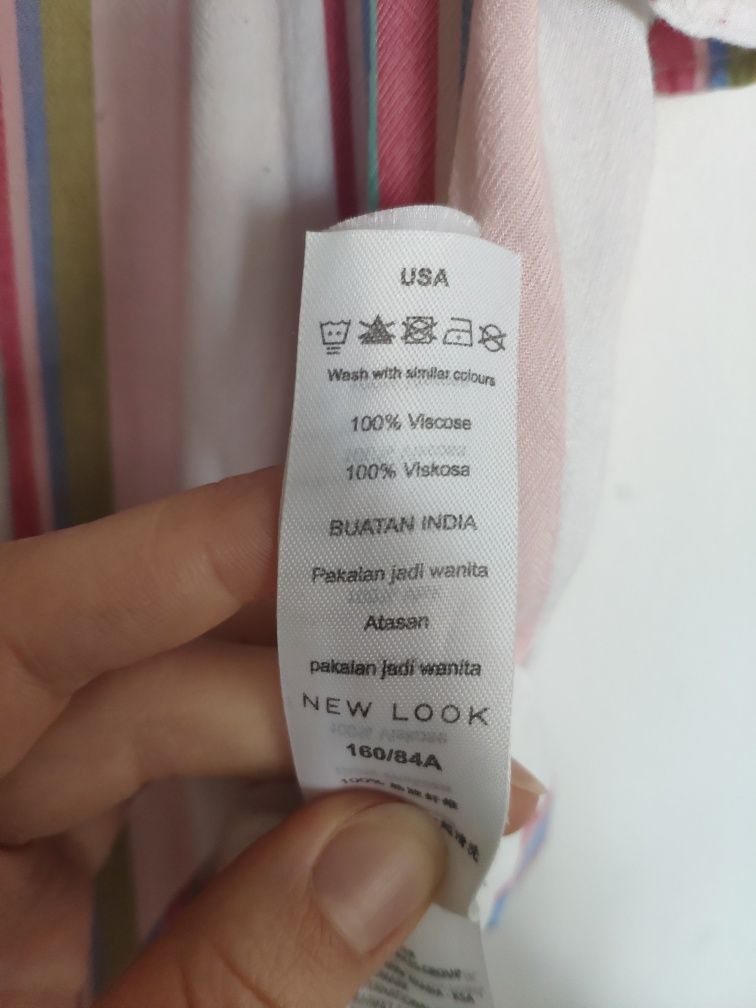 USA
Wash with similar colours
100% Viscose
100% Viskosa
BUATAN INDIA
Pakaian jadi wanita
Atasan
pakaian jadi wanita
NEW LOOK
160/84A
100%